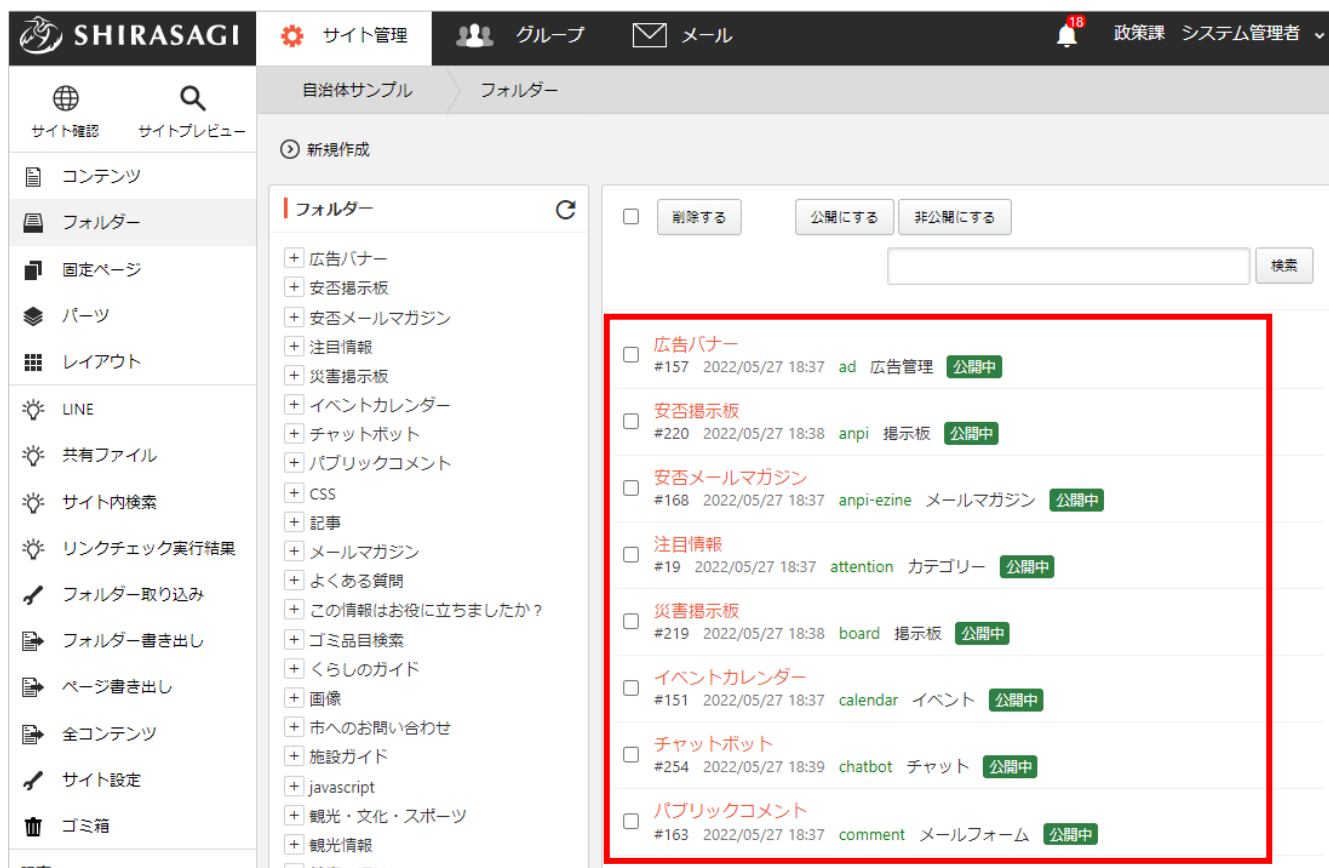 SHIRASAGI
サイト管理
グループ
メール
18
政策課 システム管理者
サイト確認
サイトプレビュー
コンテンツ
フォルダー
固定ページ
パーツ
レイアウト
LINE
共有ファイル
サイト内検索
リンクチェック実行結果
フォルダー取り込み
フォルダー書き出し
ページ書き出し
全コンテンツ
サイト設定
ゴミ箱
自治体サンプル
フォルダー
新規作成
フォルダー
広告バナー
安否掲示板
安否メールマガジン
注目情報
災害掲示板
イベントカレンダー
チャットボット
パブリックコメント
CSS
記事
メールマガジン
よくある質問
この情報はお役に立ちましたか？
ゴミ品目検索
くらしのガイド
画像
市へのお問い合わせ
施設ガイド
javascript
観光・文化・スポーツ
観光情報
削除する
公開にする
非公開にする
検索
広告バナー
#157 2022/05/27 18:37 ad 広告管理 公開中
安否掲示板
#220 2022/05/27 18:38 anpi 掲示板 公開中
安否メールマガジン
#168 2022/05/27 18:37 anpi-ezine メールマガジン 公開中
注目情報
#19 2022/05/27 18:37 attention カテゴリー 公開中
災害掲示板
#219 2022/05/27 18:38 board 掲示板 公開中
イベントカレンダー
#151 2022/05/27 18:37 calendar イベント 公開中
チャットボット
#254 2022/05/27 18:39 chatbot チャット 公開中
パブリックコメント
#163 2022/05/27 18:37 comment メールフォーム 公開中